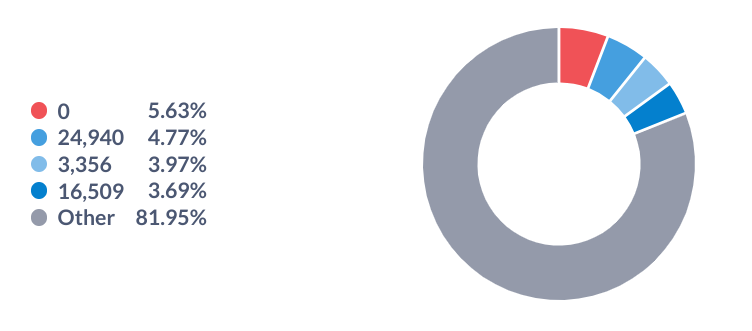 0 5.63%
24,940 4.77%
3,356 3.97%
16,509 3.69%
Other 81.95%